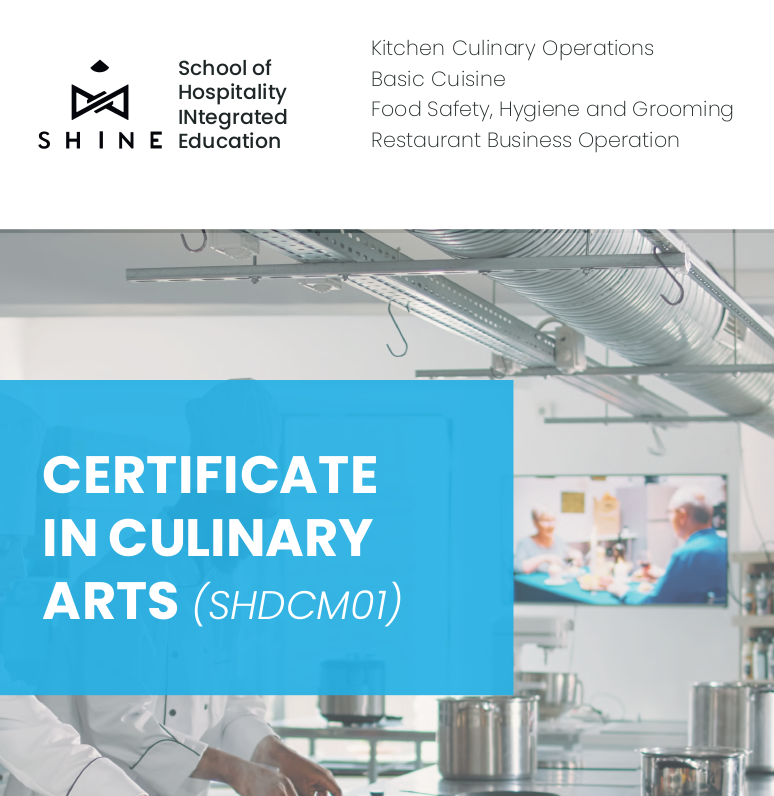 SHINE
School of
Hospitality
INtegrated
Education
Kitchen Culinary Operations
Basic Cuisine
Food Safety, Hygiene and Grooming
Restaurant Business Operation
CERTIFICATE
IN CULINARY
ARTS (SHDCM01)